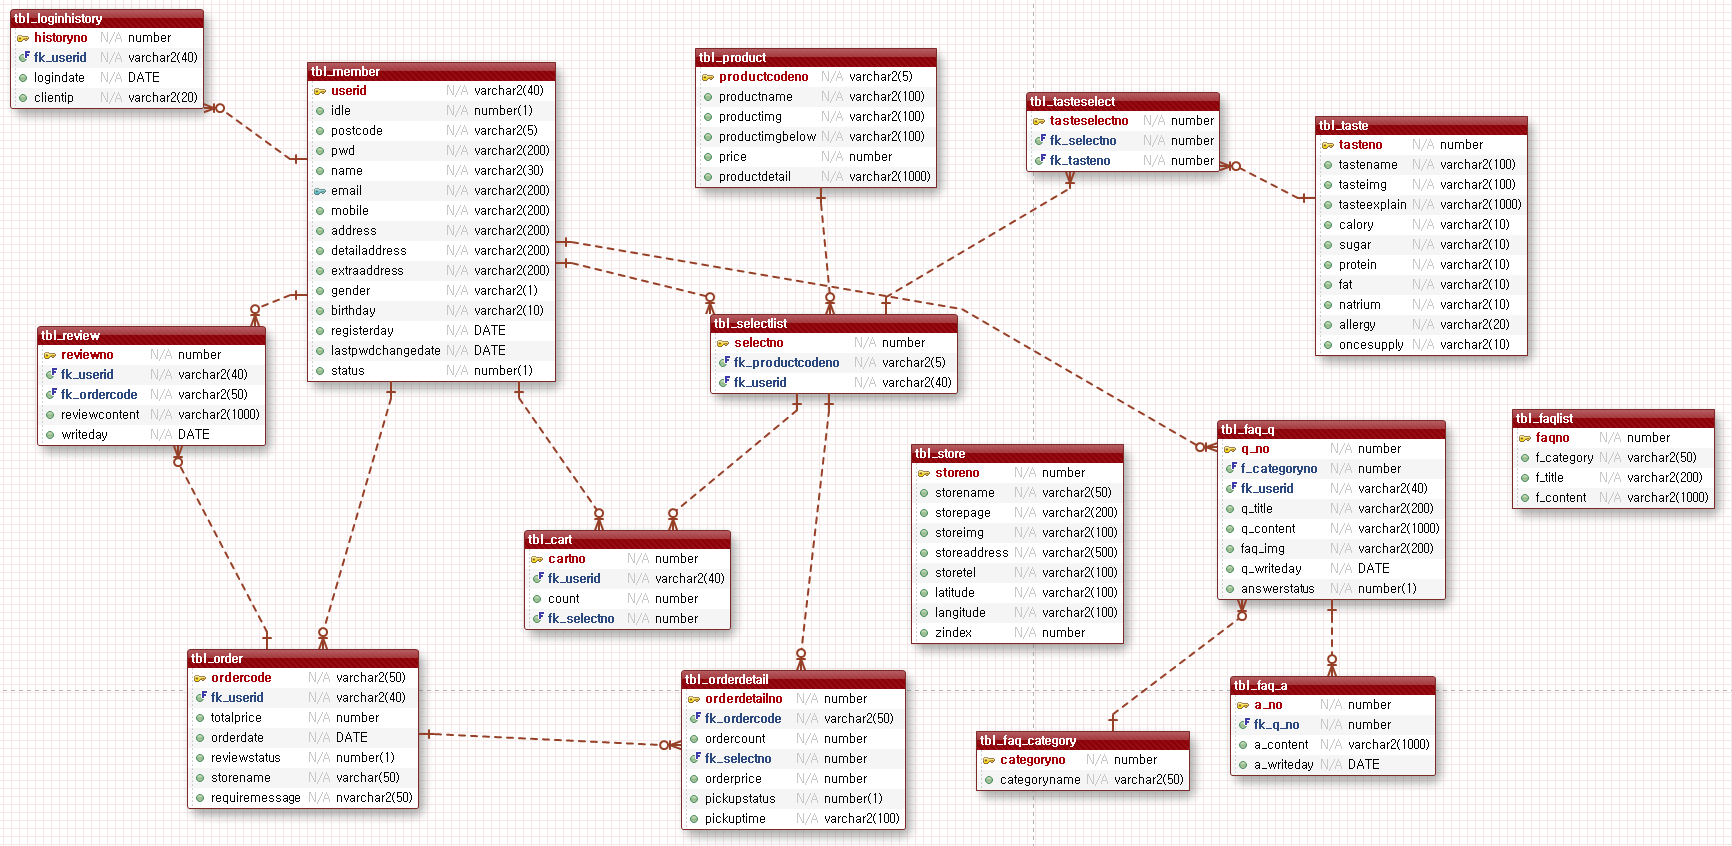 tbl_loginhistory
historyno N/A number
fk_userid N/A varchar2(40)
logindate N/A DATE
clientip N/A varchar2(20)
tbl_member
userid N/A varchar2(40)
idle N/A number(1)
postcode N/A varchar2(5)
pwd N/A varchar2(200)
name N/A varchar2(30)
email N/A varchar2(200)
mobile N/A varchar2(200)
address N/A varchar2(200)
detailaddress N/A varchar2(200)
extraaddress N/A varchar2(200)
gender N/A varchar2(1)
birthday N/A varchar2(10)
registerday N/A DATE
lastpwdchangedate N/A DATE
status N/A number(1)
tbl_product
productcodeno N/A varchar2(5)
productname N/A varchar2(100)
productimg N/A varchar2(100)
productimgbelow N/A varchar2(100)
price N/A number
productdetail N/A varchar2(1000)
tbl_tasteselect
tasteselectno N/A number
fk_selectno N/A number
fk_tasteno N/A number
tbl_taste
tasteno N/A number
tastename N/A varchar2(100)
tasteimg N/A varchar2(100)
tasteexplain N/A varchar2(1000)
calory N/A varchar2(10)
sugar N/A varchar2(10)
protein N/A varchar2(10)
fat N/A varchar2(10)
natrium N/A varchar2(10)
allergy N/A varchar2(20)
oncesupply N/A varchar2(10)
tbl_review
reviewno N/A number
fk_userid N/A varchar2(40)
fk_ordercode N/A varchar2(50)
reviewcontent N/A varchar2(1000)
writeday N/A DATE
tbl_selectlist
selectno N/A number
fk_productcodeno N/A varchar2(5)
fk_userid N/A varchar2(40)
tbl_faqlist
faqno N/A number
f_category N/A varchar2(50)
f_title N/A varchar2(200)
f_content N/A varchar2(1000)
tbl_store
storeno N/A number
storename N/A varchar2(50)
storepage N/A varchar2(200)
storeimg N/A varchar2(100)
storeaddress N/A varchar2(500)
storetel N/A varchar2(100)
latitude N/A varchar2(100)
langitude N/A varchar2(100)
zindex N/A number
tbl_faq_q
q_no N/A number
f_categoryno N/A number
fk_userid N/A varchar2(40)
q_title N/A varchar2(200)
q_content N/A varchar2(1000)
faq_img N/A varchar2(200)
q_writeday N/A DATE
answerstatus N/A number(1)
tbl_cart
cartno N/A number
fk_userid N/A varchar2(40)
count N/A number
fk_selectno N/A number
tbl_order
ordercode N/A varchar2(50)
fk_userid N/A varchar2(40)
totalprice N/A number
orderdate N/A DATE
reviewstatus N/A number(1)
storename N/A varchar(50)
requiremessage N/A nvarchar2(50)
tbl_orderdetail
orderdetailno N/A number
fk_ordercode N/A varchar2(50)
ordercount N/A number
fk_selectno N/A number
orderprice N/A number
pickupstatus N/A number(1)
pickuptime N/A varchar2(100)
tbl_faq_category
categoryno N/A number
categoryname N/A varchar2(50)
tbl_faq_a
a_no N/A number
fk_q_no N/A number
a_content N/A varchar2(1000)
a_writeday N/A DATE